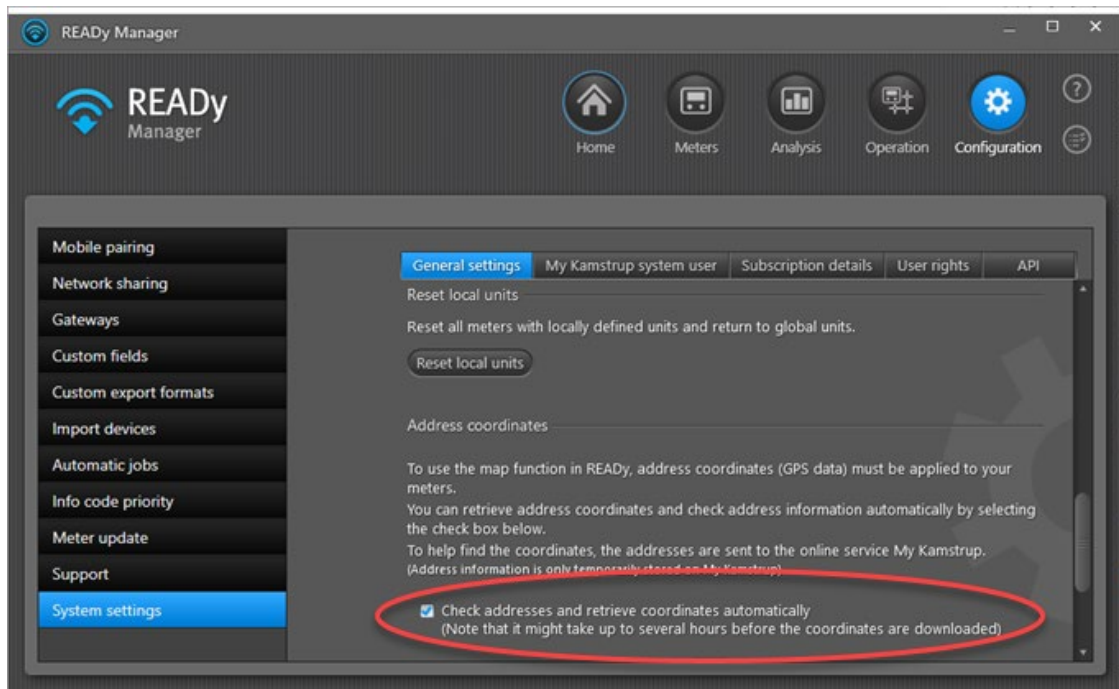 READy Manager
READy
Manager
Home
Meters
Analysis
Operation
Configuration
?
Mobile pairing
Network sharing
Gateways
Custom fields
Custom export formats
Import devices
Automatic jobs
Info code priority
Meter update
Support
System settings
General settings
My Kamstrup system user
Subscription details
User rights
API
Reset local units
Reset all meters with locally defined units and return to global units.
Reset local units
Address coordinates
To use the map function in READy, address coordinates (GPS data) must be applied to your
meters.
You can retrieve address coordinates and check address information automatically by selecting
the check box below.
To help find the coordinates, the addresses are sent to the online service My Kamstrup.
(Address information is only temporarily stored on My Kamstrup)
Check addresses and retrieve coordinates automatically
(Note that it might take up to several hours before the coordinates are downloaded)